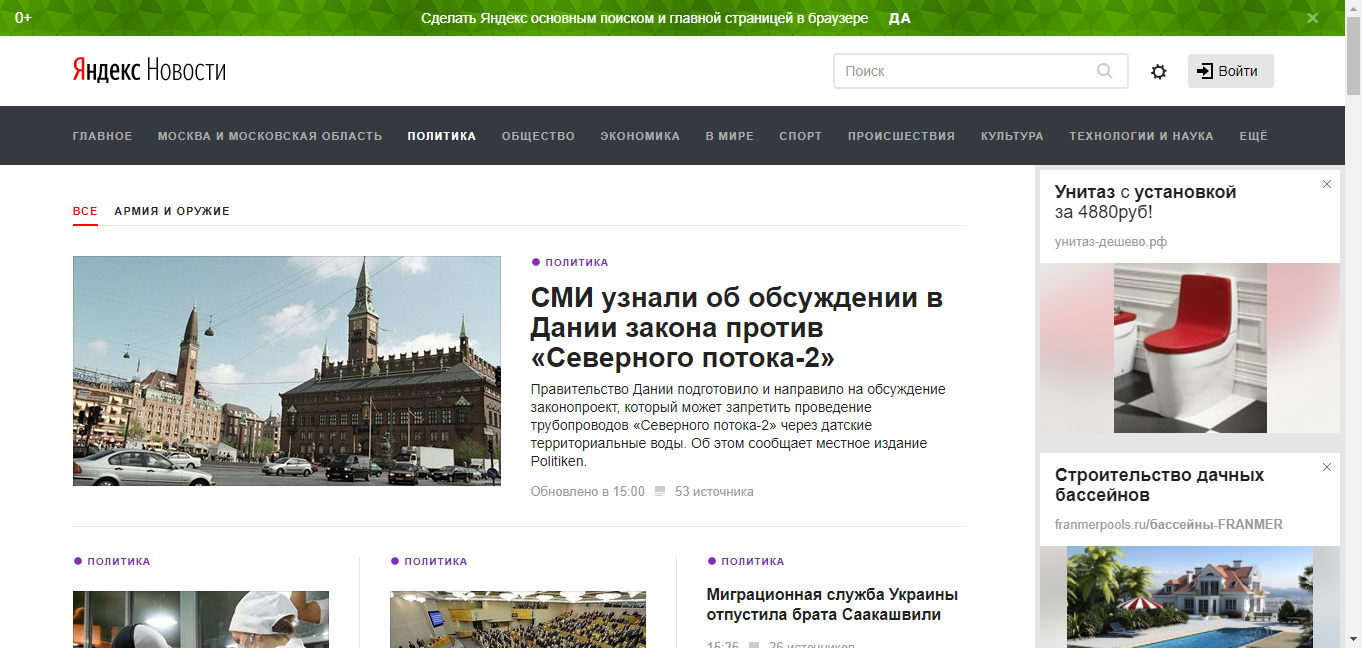 0+
Сделать Яндекс основным поиском и главной страницей в браузере ДА
Яндекс Новости
Поиск
Войти
ГЛАВНОЕ МОСКВА И МОСКОВСКАЯ ОБЛАСТЬ ПОЛИТИКА ОБЩЕСТВО ЭКОНОМИКА В МИРЕ СПОРТ ПРОИСШЕСТВИЯ КУЛЬТУРА ТЕХНОЛОГИИ И НАУКА ЕЩЁ
ВСЕ АРМИЯ И ОРУЖИЕ
ПОЛИТИКА
СМИ узнали об обсуждении в
Дании закона против
«Северного потока-2»
Правительство Дании подготовило и направило на обсуждение
законопроект, который может запретить проведение
трубопроводов «Северного потока-2» через датские
территориальные воды. Об этом сообщает местное издание
Politiken.
Обновлено в 15:00 53 источника
ПОЛИТИКА
ПОЛИТИКА
ПОЛИТИКА
Миграционная служба Украины
отпустила брата Саакашвили
15:25 26 источников
Унитаз с установкой
за 4880руб!
унитаз-дешево.рф
Строительство дачных
бассейнов
franmerpools.ru/бассейны-FRANMER